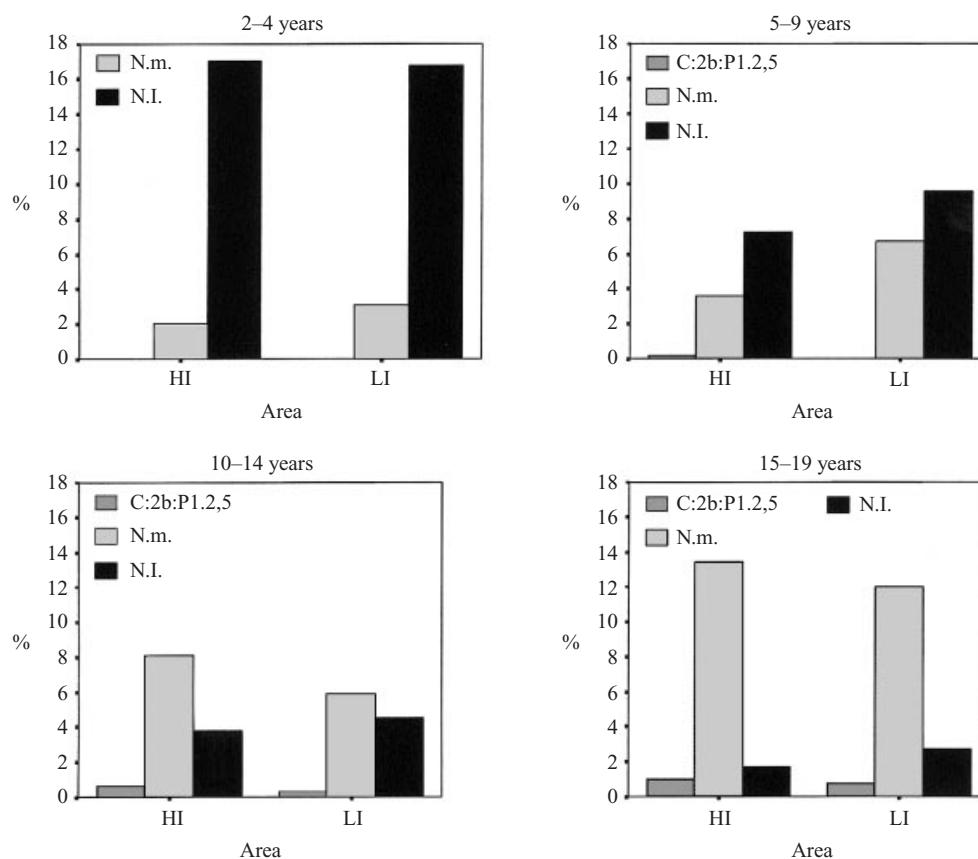 2–4 years
18
16
14
12
10
8
6
4
2
0
%
N.m.
N.I.
HI LI
Area
5–9 years
18
16
14
12
10
8
6
4
2
0
%
C:2b:P1.2,5
N.m.
N.I.
HI LI
Area
10–14 years
18
16
14
12
10
8
6
4
2
0
%
C:2b:P1.2,5
N.m.
N.I.
HI LI
Area
15–19 years
18
16
14
12
10
8
6
4
2
0
%
C:2b:P1.2,5 N.I.
N.m.
HI LI
Area